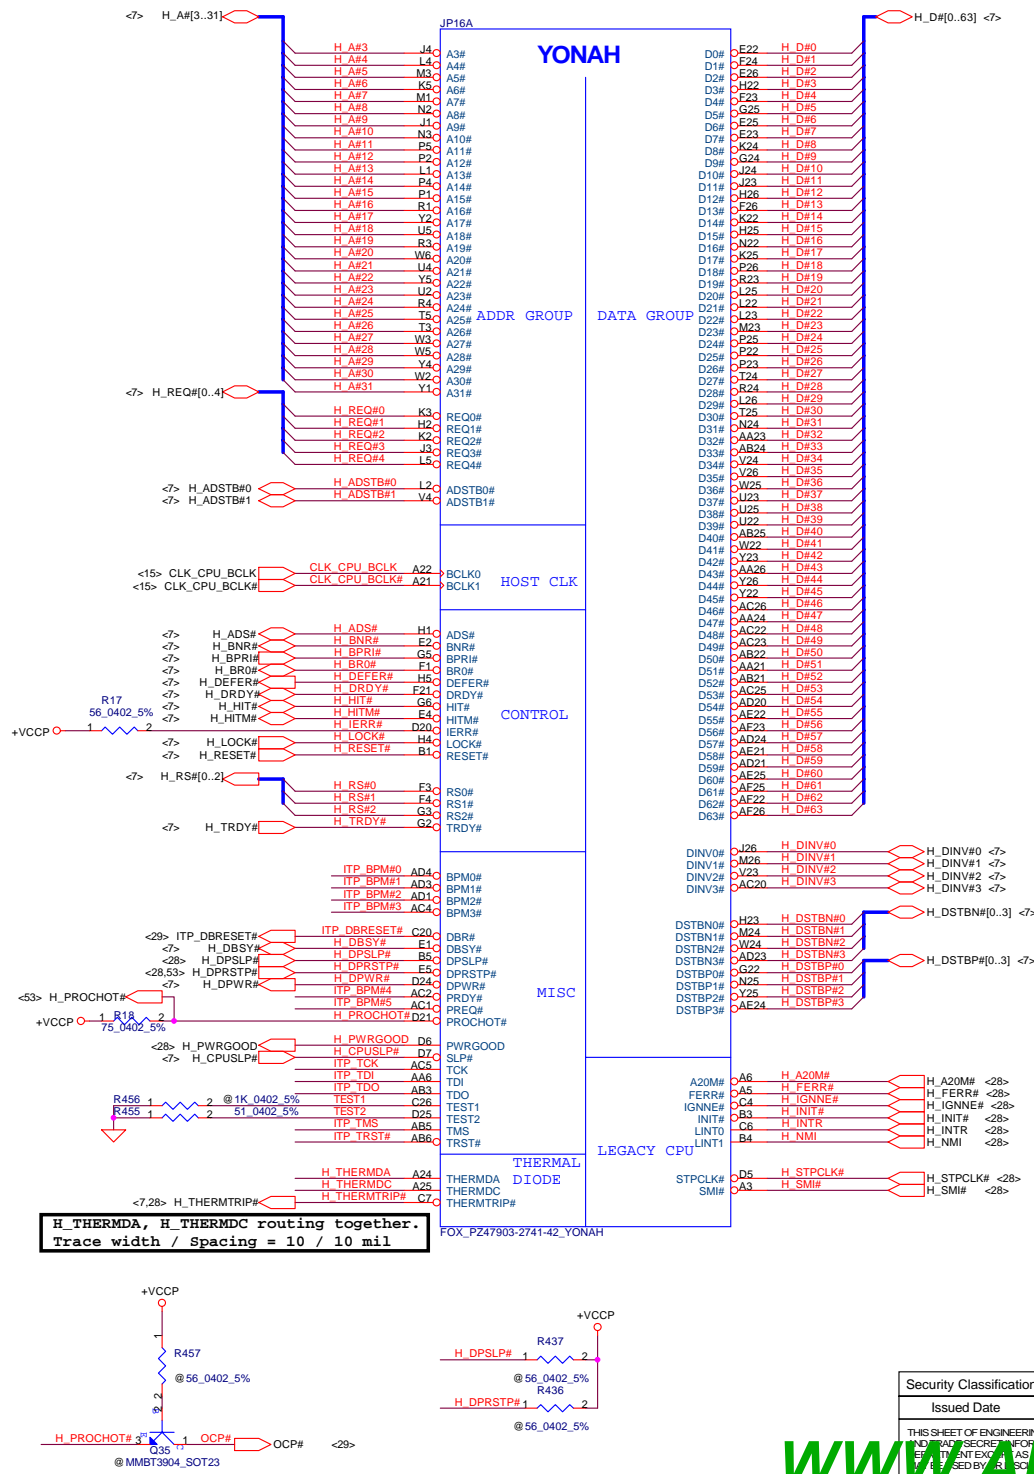 <7> H_A#[3..31]
JP16A
H_D#[0..63] <7>
YONAH
H_A#3 J4 A3#
H_A#4 L4 A4#
H_A#5 M3 A5#
H_A#6 K5 A6#
H_A#7 M1 A7#
H_A#8 N2 A8#
H_A#9 J1 A9#
H_A#10 N3 A10#
H_A#11 P5 A11#
H_A#12 P2 A12#
H_A#13 L1 A13#
H_A#14 P4 A14#
H_A#15 P1 A15#
H_A#16 R1 A16#
H_A#17 Y2 A17#
H_A#18 U5 A18#
H_A#19 R3 A19#
H_A#20 W6 A20#
H_A#21 U4 A21#
H_A#22 Y5 A22#
H_A#23 U2 A23#
H_A#24 R4 A24#
H_A#25 T5 A25#
H_A#26 T3 A26#
H_A#27 W3 A27#
H_A#28 W5 A28#
H_A#29 Y4 A29#
H_A#30 W2 A30#
H_A#31 Y1 A31#
ADDR GROUP
<7> H_REQ#[0..4]
H_REQ#0 K3 REQ0#
H_REQ#1 H2 REQ1#
H_REQ#2 K2 REQ2#
H_REQ#3 J3 REQ3#
H_REQ#4 L5 REQ4#
<7> H_ADSTB#0 H_ADSTB#0 L2 ADSTB0#
<7> H_ADSTB#1 H_ADSTB#1 V4 ADSTB1#
<15> CLK_CPU_BCLK CLK_CPU_BCLK A22 BCLK0
<15> CLK_CPU_BCLK# CLK_CPU_BCLK# A21 BCLK1
HOST CLK
<7> H_ADS# H_ADS# H1 ADS#
<7> H_BNR# H_BNR# E2 BNR#
<7> H_BPRI# H_BPRI# G5 BPRI#
<7> H_BR0# H_BR0# F1 BR0#
<7> H_DEFER# H_DEFER# H5 DEFER#
<7> H_DRDY# H_DRDY# F21 DRDY#
<7> H_HIT# H_HIT# G6 HIT#
<7> H_HITM# H_HITM# E4 HITM#
R17
56_0402_5%
+VCCP 1 2 H_IERR# D20 IERR#
<7> H_LOCK# H_LOCK# H4 LOCK#
<7> H_RESET# H_RESET# B1 RESET#
CONTROL
<7> H_RS#[0..2]
H_RS#0 F3 RS0#
H_RS#1 F4 RS1#
H_RS#2 G3 RS2#
<7> H_TRDY# H_TRDY# G2 TRDY#
ITP_BPM#0 AD4 BPM0#
ITP_BPM#1 AD3 BPM1#
ITP_BPM#2 AD1 BPM2#
ITP_BPM#3 AC4 BPM3#
<29> ITP_DBRESET# ITP_DBRESET# C20 DBR#
<7> H_DBSY# H_DBSY# E1 DBSY#
<28> H_DPSLP# H_DPSLP# B5 DPSLP#
<28,53> H_DPRSTP# H_DPRSTP# E5 DPRSTP#
<7> H_DPWR# H_DPWR# D24 DPWR#
ITP_BPM#4 AC2 PRDY#
ITP_BPM#5 AC1 PREQ#
<53> H_PROCHOT# H_PROCHOT# D21 PROCHOT#
+VCCP 1 R18 2
75_0402_5%
MISC
<28> H_PWRGOOD H_PWRGOOD D6 PWRGOOD
<7> H_CPUSLP# H_CPUSLP# D7 SLP#
ITP_TCK AC5 TCK
ITP_TDI AA6 TDI
ITP_TDO AB3 TDO
R456 1 2 @1K_0402_5% TEST1 C26 TEST1
R455 1 2 51_0402_5% TEST2 D25 TEST2
ITP_TMS AB5 TMS
ITP_TRST# AB6 TRST#
THERMAL
DIODE
H_THERMDA A24 THERMDA
H_THERMDC A25 THERMDC
<7,28> H_THERMTRIP# H_THERMTRIP# C7 THERMTRIP#
D0# E22 H_D#0
D1# F24 H_D#1
D2# E26 H_D#2
D3# H22 H_D#3
D4# F23 H_D#4
D5# G25 H_D#5
D6# E25 H_D#6
D7# E23 H_D#7
D8# K24 H_D#8
D9# G24 H_D#9
D10# J24 H_D#10
D11# J23 H_D#11
D12# H26 H_D#12
D13# F26 H_D#13
D14# K22 H_D#14
D15# H25 H_D#15
D16# N22 H_D#16
D17# K25 H_D#17
D18# P26 H_D#18
D19# R23 H_D#19
D20# L25 H_D#20
D21# L22 H_D#21
D22# L23 H_D#22
D23# M23 H_D#23
D24# P25 H_D#24
D25# P22 H_D#25
D26# P23 H_D#26
D27# T24 H_D#27
D28# R24 H_D#28
D29# L26 H_D#29
D30# T25 H_D#30
D31# N24 H_D#31
D32# AA23 H_D#32
D33# AB24 H_D#33
D34# V24 H_D#34
D35# V26 H_D#35
D36# W25 H_D#36
D37# U23 H_D#37
D38# U25 H_D#38
D39# U22 H_D#39
D40# AB25 H_D#40
D41# W22 H_D#41
D42# Y23 H_D#42
D43# AA26 H_D#43
D44# Y26 H_D#44
D45# Y22 H_D#45
D46# AC26 H_D#46
D47# AA24 H_D#47
D48# AC22 H_D#48
D49# AC23 H_D#49
D50# AB22 H_D#50
D51# AA21 H_D#51
D52# AB21 H_D#52
D53# AC25 H_D#53
D54# AD20 H_D#54
D55# AE22 H_D#55
D56# AF23 H_D#56
D57# AD24 H_D#57
D58# AE21 H_D#58
D59# AD21 H_D#59
D60# AE25 H_D#60
D61# AF25 H_D#61
D62# AF22 H_D#62
D63# AF26 H_D#63
DATA GROUP
DINV0# J26 H_DINV#0 H_DINV#0 <7>
DINV1# M26 H_DINV#1 H_DINV#1 <7>
DINV2# V23 H_DINV#2 H_DINV#2 <7>
DINV3# AC20 H_DINV#3 H_DINV#3 <7>
H_DSTBN#[0..3] <7>
DSTBN0# H23 H_DSTBN#0
DSTBN1# M24 H_DSTBN#1
DSTBN2# W24 H_DSTBN#2
DSTBN3# AD23 H_DSTBN#3
H_DSTBP#[0..3] <7>
DSTBP0# G22 H_DSTBP#0
DSTBP1# N25 H_DSTBP#1
DSTBP2# Y25 H_DSTBP#2
DSTBP3# AE24 H_DSTBP#3
A20M# A6 H_A20M# H_A20M# <28>
FERR# A5 H_FERR# H_FERR# <28>
IGNNE# C4 H_IGNNE# H_IGNNE# <28>
INIT# B3 H_INIT# H_INIT# <28>
LINT0 C6 H_INTR H_INTR <28>
LINT1 B4 H_NMI H_NMI <28>
LEGACY CPU
STPCLK# D5 H_STPCLK# H_STPCLK# <28>
SMI# A3 H_SMI# H_SMI# <28>
FOX_PZ47903-2741-42_YONAH
H_THERMDA, H_THERMDC routing together.
Trace width / Spacing = 10 / 10 mil
+VCCP
1
R457
@56_0402_5%
2
2
H_PROCHOT# 3 1 OCP# OCP# <29>
Q35
@MMBT3904_SOT23
+VCCP
R437
H_DPSLP# 1 2
@56_0402_5%
R436
H_DPRSTP# 1 2
@56_0402_5%
Security Classification
Issued Date
THIS SHEET OF ENGINEERIN
WWW.A